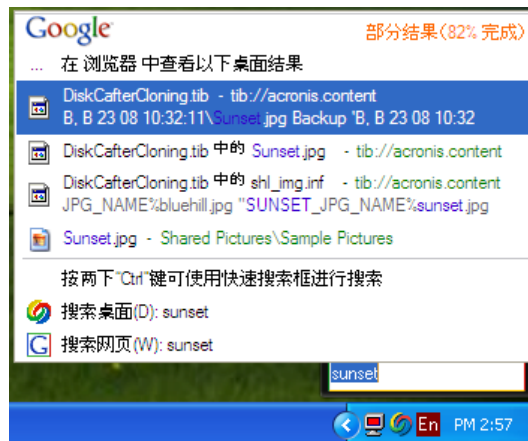 Google 部分结果(82% 完成)
... 在 浏览器 中查看以下桌面结果
DiskCafterCloning.tib - tib://acronis.content
B, B 23 08 10:32:11\Sunset.jpg Backup 'B, B 23 08 10:32
DiskCafterCloning.tib 中的 Sunset.jpg - tib://acronis.content
DiskCafterCloning.tib 中的 shl_img.inf - tib://acronis.content
JPG_NAME%bluehill.jpg "SUNSET_JPG_NAME%sunset.jpg
Sunset.jpg - Shared Pictures\Sample Pictures
按两下"Ctrl"键可使用快速搜索框进行搜索
搜索桌面(D): sunset
G 搜索网页(W): sunset
sunset
En PM 2:57